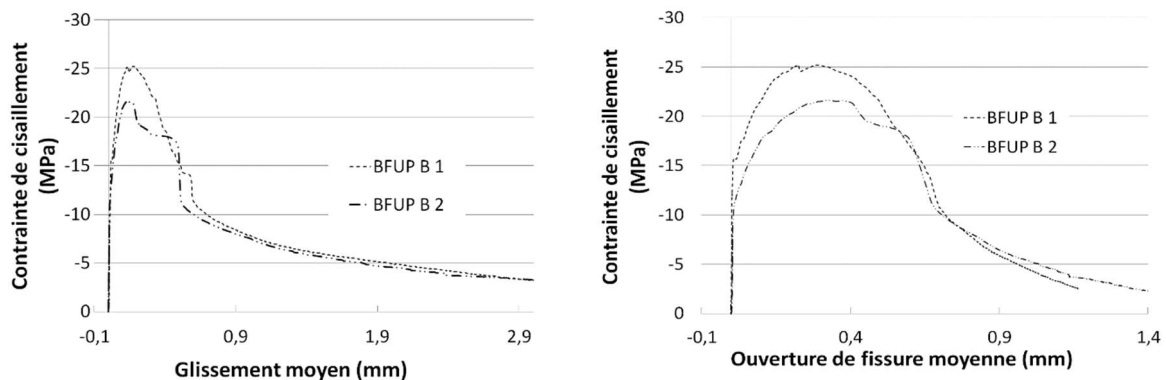 Contrainte de cisaillement
(MPa)
-30
-25
-20
-15
-10
-5
0
BFUP B 1
BFUP B 2
-0,1
0,9
1,9
2,9
Glissement moyen (mm)
Contrainte de cisaillement
(MPa)
-30
-25
-20
-15
-10
-5
0
BFUP B 1
BFUP B 2
-0,1
0,4
0,9
1,4
Ouverture de fissure moyenne (mm)